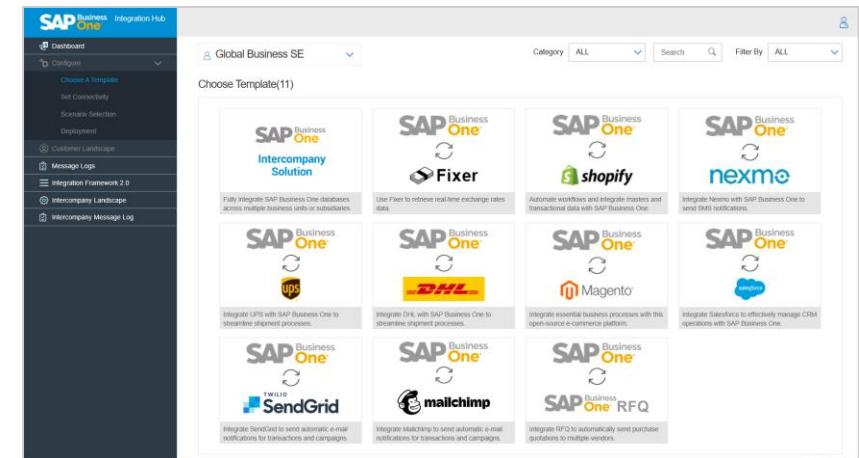 SAP Business One Integration Hub
Dashboard
Configure
Choose A Template
Set Connectivity
Scenario Selection
Deployment
Customer Landscape
Message Logs
Integration Framework 2.0
Intercompany Landscape
Intercompany Message Log
Global Business SE
Category ALL Search Filter By ALL
Choose Template(11)
SAP Business One
Intercompany
Solution
Fully integrate SAP Business One databases
across multiple business units or subsidiaries.
SAP Business One
Fixer
Use Fixer to retrieve real-time exchange rates
data.
SAP Business One
shopify
Automate workflows and integrate masters and
transactional data with SAP Business One.
SAP Business One
nexmo
Integrate Nexmo with SAP Business One to
send SMS notifications.
SAP Business One
ups
Integrate UPS with SAP Business One to
streamline shipment processes.
SAP Business One
DHL
Integrate DHL with SAP Business One to
streamline shipment processes.
SAP Business One
Magento
Integrate essential business processes with this
open-source e-commerce platform.
SAP Business One
salesforce
Integrate Salesforce to effectively manage CRM
operations with SAP Business One.
SAP Business One
TWILIO
SendGrid
Integrate SendGrid to send automatic e-mail
notifications for transactions and campaigns.
SAP Business One
mailchimp
Integrate Mailchimp to send automatic e-mail
notifications for transactions and campaigns.
SAP Business One
SAP Business One RFQ
Integrate RFQ to automatically send purchase
quotations to multiple vendors.